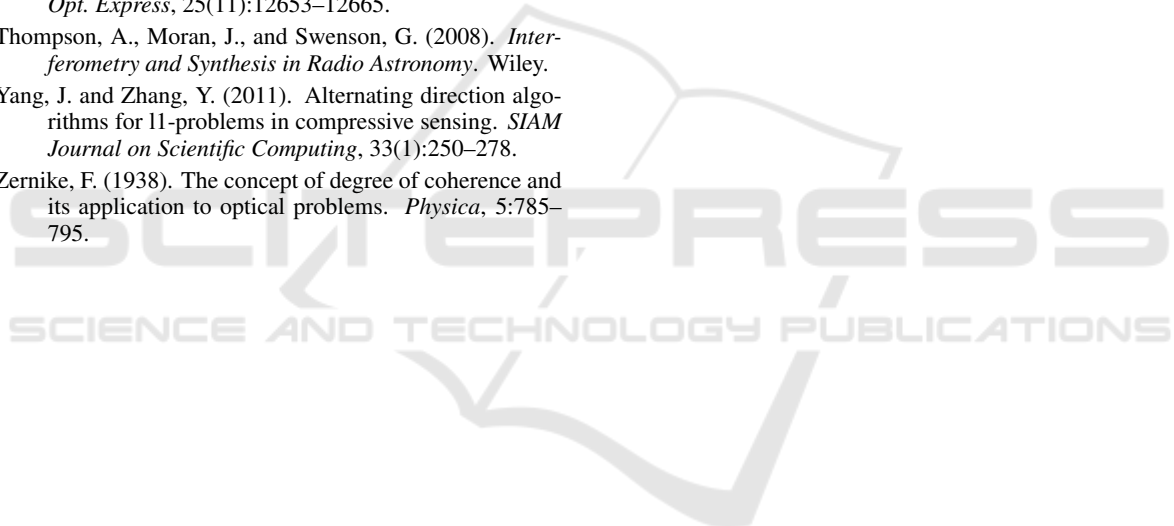 Opt. Express, 25(11):12653–12665.
Thompson, A., Moran, J., and Swenson, G. (2008). Inter-
ferometry and Synthesis in Radio Astronomy. Wiley.
Yang, J. and Zhang, Y. (2011). Alternating direction algo-
rithms for l1-problems in compressive sensing. SIAM
Journal on Scientific Computing, 33(1):250–278.
Zernike, F. (1938). The concept of degree of coherence and
its application to optical problems. Physica, 5:785–
795.
SCITEPRESS
SCIENCE AND TECHNOLOGY PUBLICATIONS